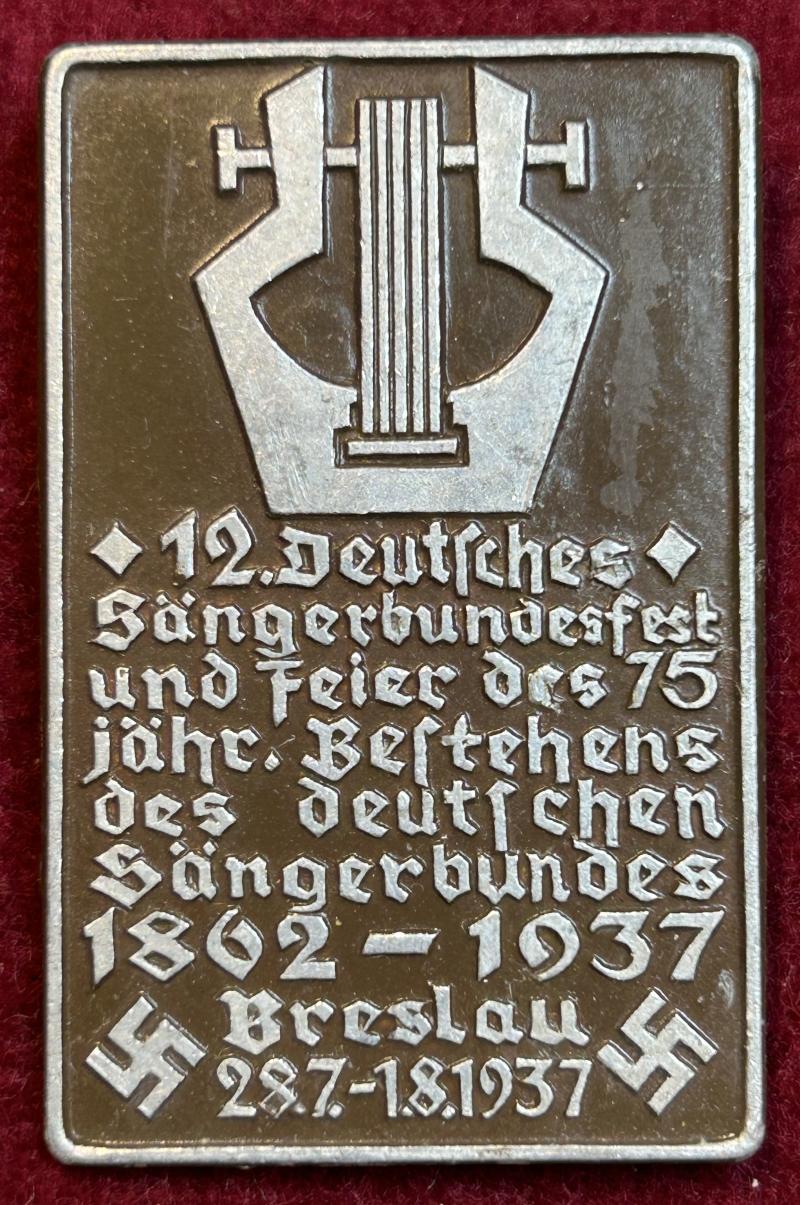 12. Deutſches
Sängerbundesfest
und Feier des 75
jähr. Beſtehens
des deutſchen
Sängerbundes
1862 – 1937
Breslau
28.7.-1.8.1937